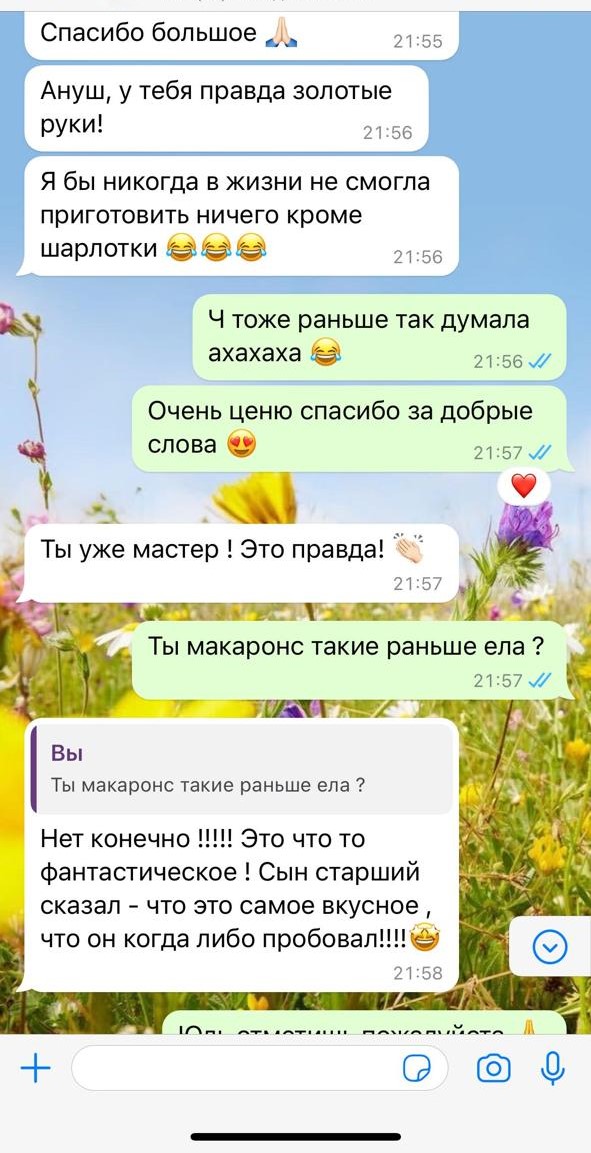 Спасибо большое 🙏🏻
21:55
Ануш, у тебя правда золотые
руки!
21:56
Я бы никогда в жизни не смогла
приготовить ничего кроме
шарлотки 😂😂😂
21:56
Ч тоже раньше так думала
ахахаха 😂
21:56
Очень ценю спасибо за добрые
слова 😍
21:57
Ты уже мастер ! Это правда! 👏🏻
21:57
Ты макаронс такие раньше ела ?
21:57
Вы
Ты макаронс такие раньше ела ?
Нет конечно !!!!! Это что то
фантастическое ! Сын старший
сказал - что это самое вкусное ,
что он когда либо пробовал!!!!🤩
21:58